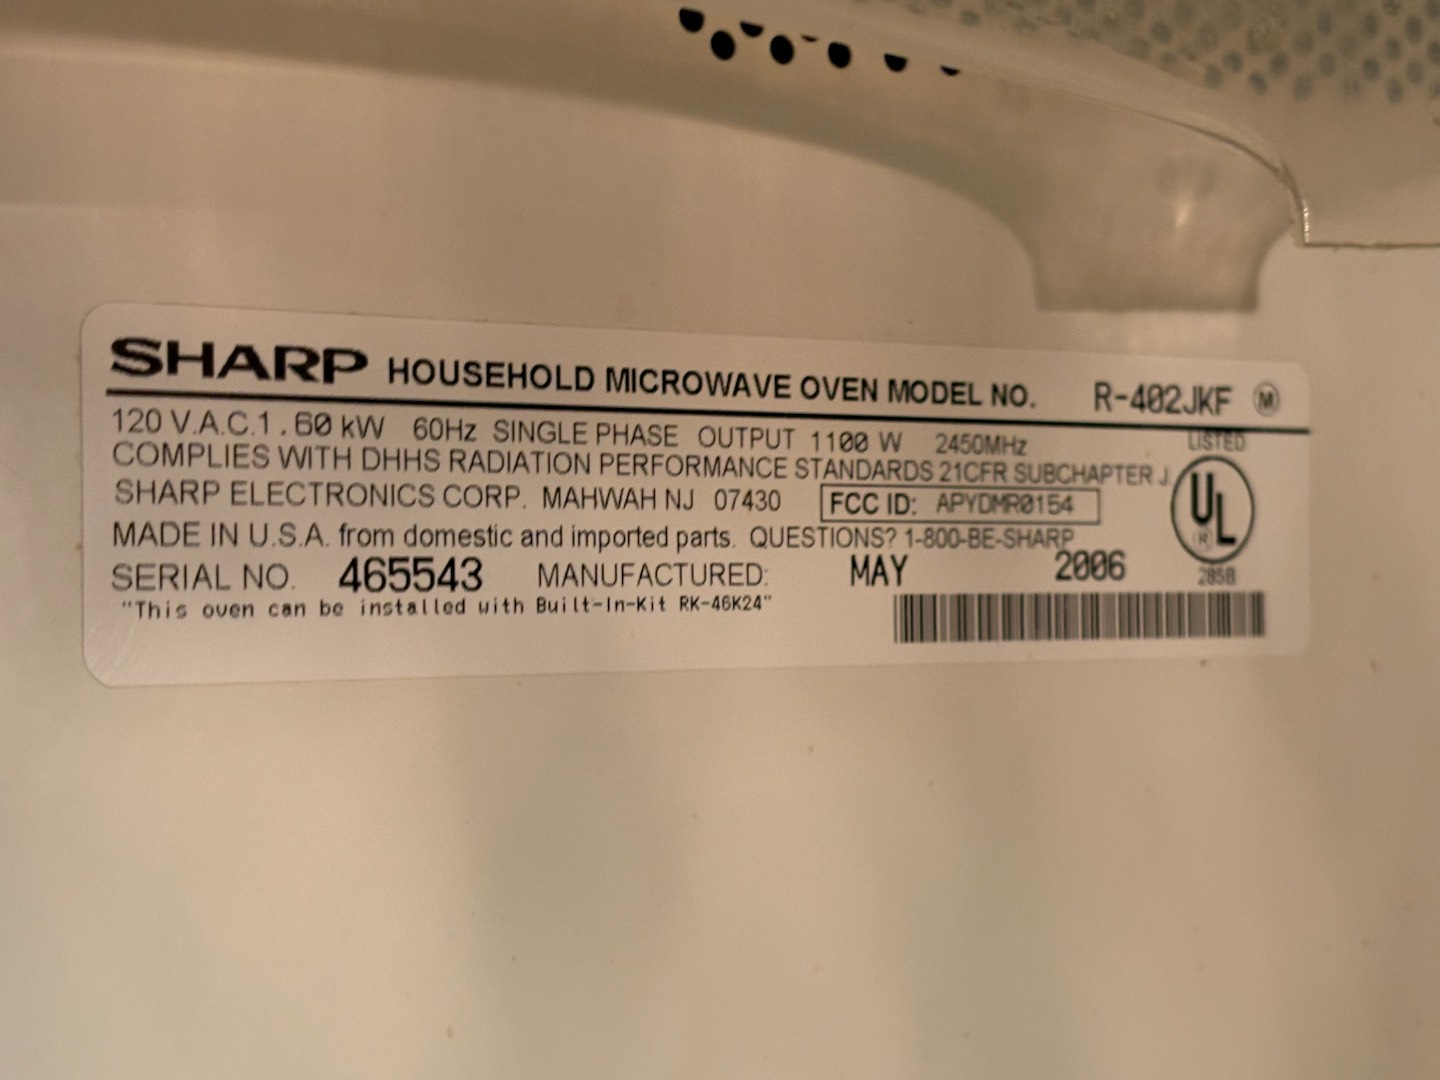 SHARP HOUSEHOLD MICROWAVE OVEN MODEL NO. R-402JKF M
120 V.A.C.1.60 kW 60Hz SINGLE PHASE OUTPUT 1100 W 2450MHz
LISTED
COMPLIES WITH DHHS RADIATION PERFORMANCE STANDARDS 21CFR SUBCHAPTER J.
UL
SHARP ELECTRONICS CORP. MAHWAH NJ 07430 FCC ID: APYDMR0154
MADE IN U.S.A. from domestic and imported parts. QUESTIONS? 1-800-BE-SHARP
SERIAL NO. 465543 MANUFACTURED: MAY 2006
"This oven can be installed with Built-In-Kit RK-46K24"